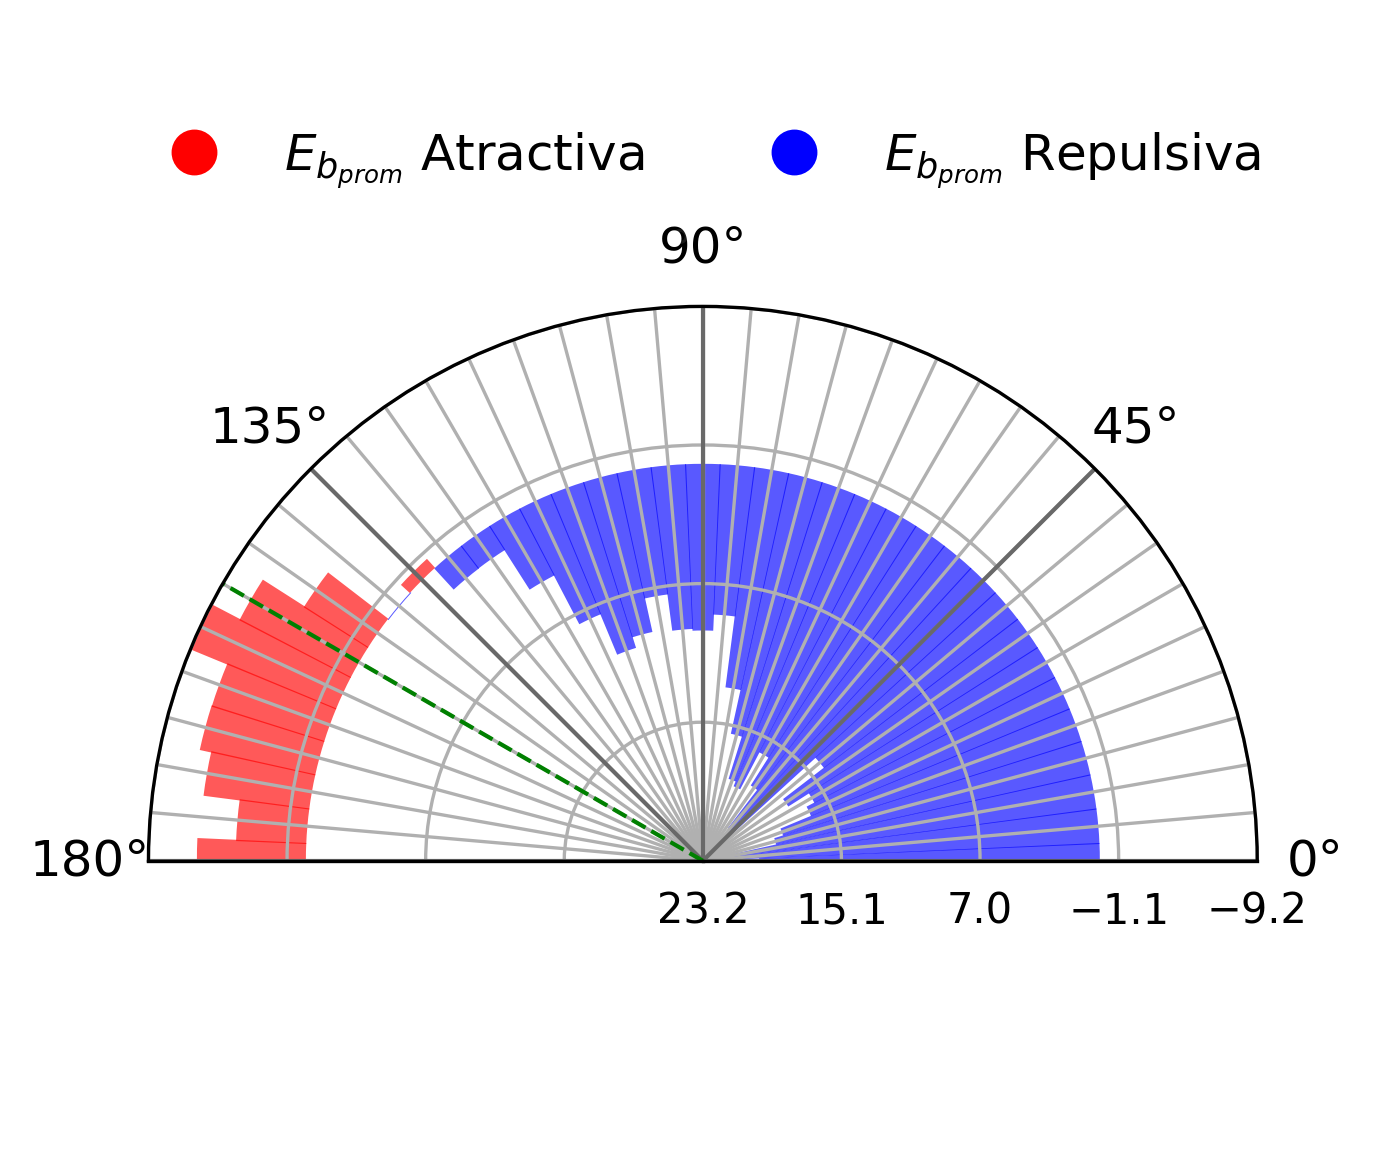 E_{b_{prom}} Atractiva E_{b_{prom}} Repulsiva
90°
135° 45°
180° 0°
23.2 15.1 7.0 −1.1 −9.2